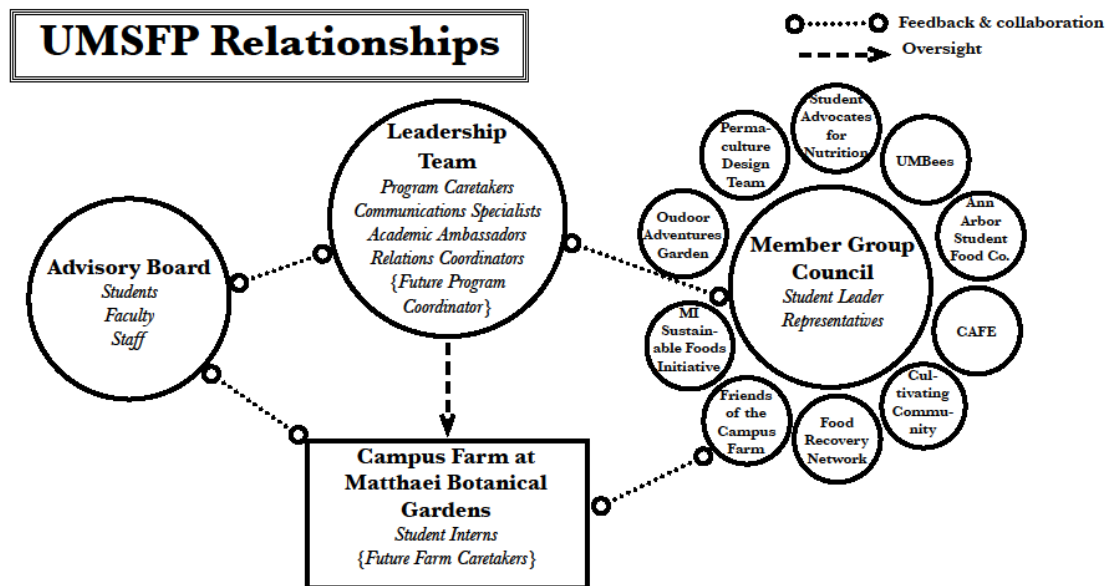 UMSFP Relationships
Feedback & collaboration
Oversight
Leadership
Team
Program Caretakers
Communications Specialists
Academic Ambassadors
Relations Coordinators
{Future Program
Coordinator}
Advisory Board
Students
Faculty
Staff
Campus Farm at
Matthaei Botanical
Gardens
Student Interns
{Future Farm Caretakers}
Member Group
Council
Student Leader
Representatives
Student
Advocates
for
Nutrition
UMBees
Ann
Arbor
Student
Food Co.
CAFE
Cul-
tivating
Commu-
nity
Food
Recovery
Network
Friends
of the
Campus
Farm
MI
Sustain-
able Foods
Initiative
Oudoor
Adventures
Garden
Perma-
culture
Design
Team